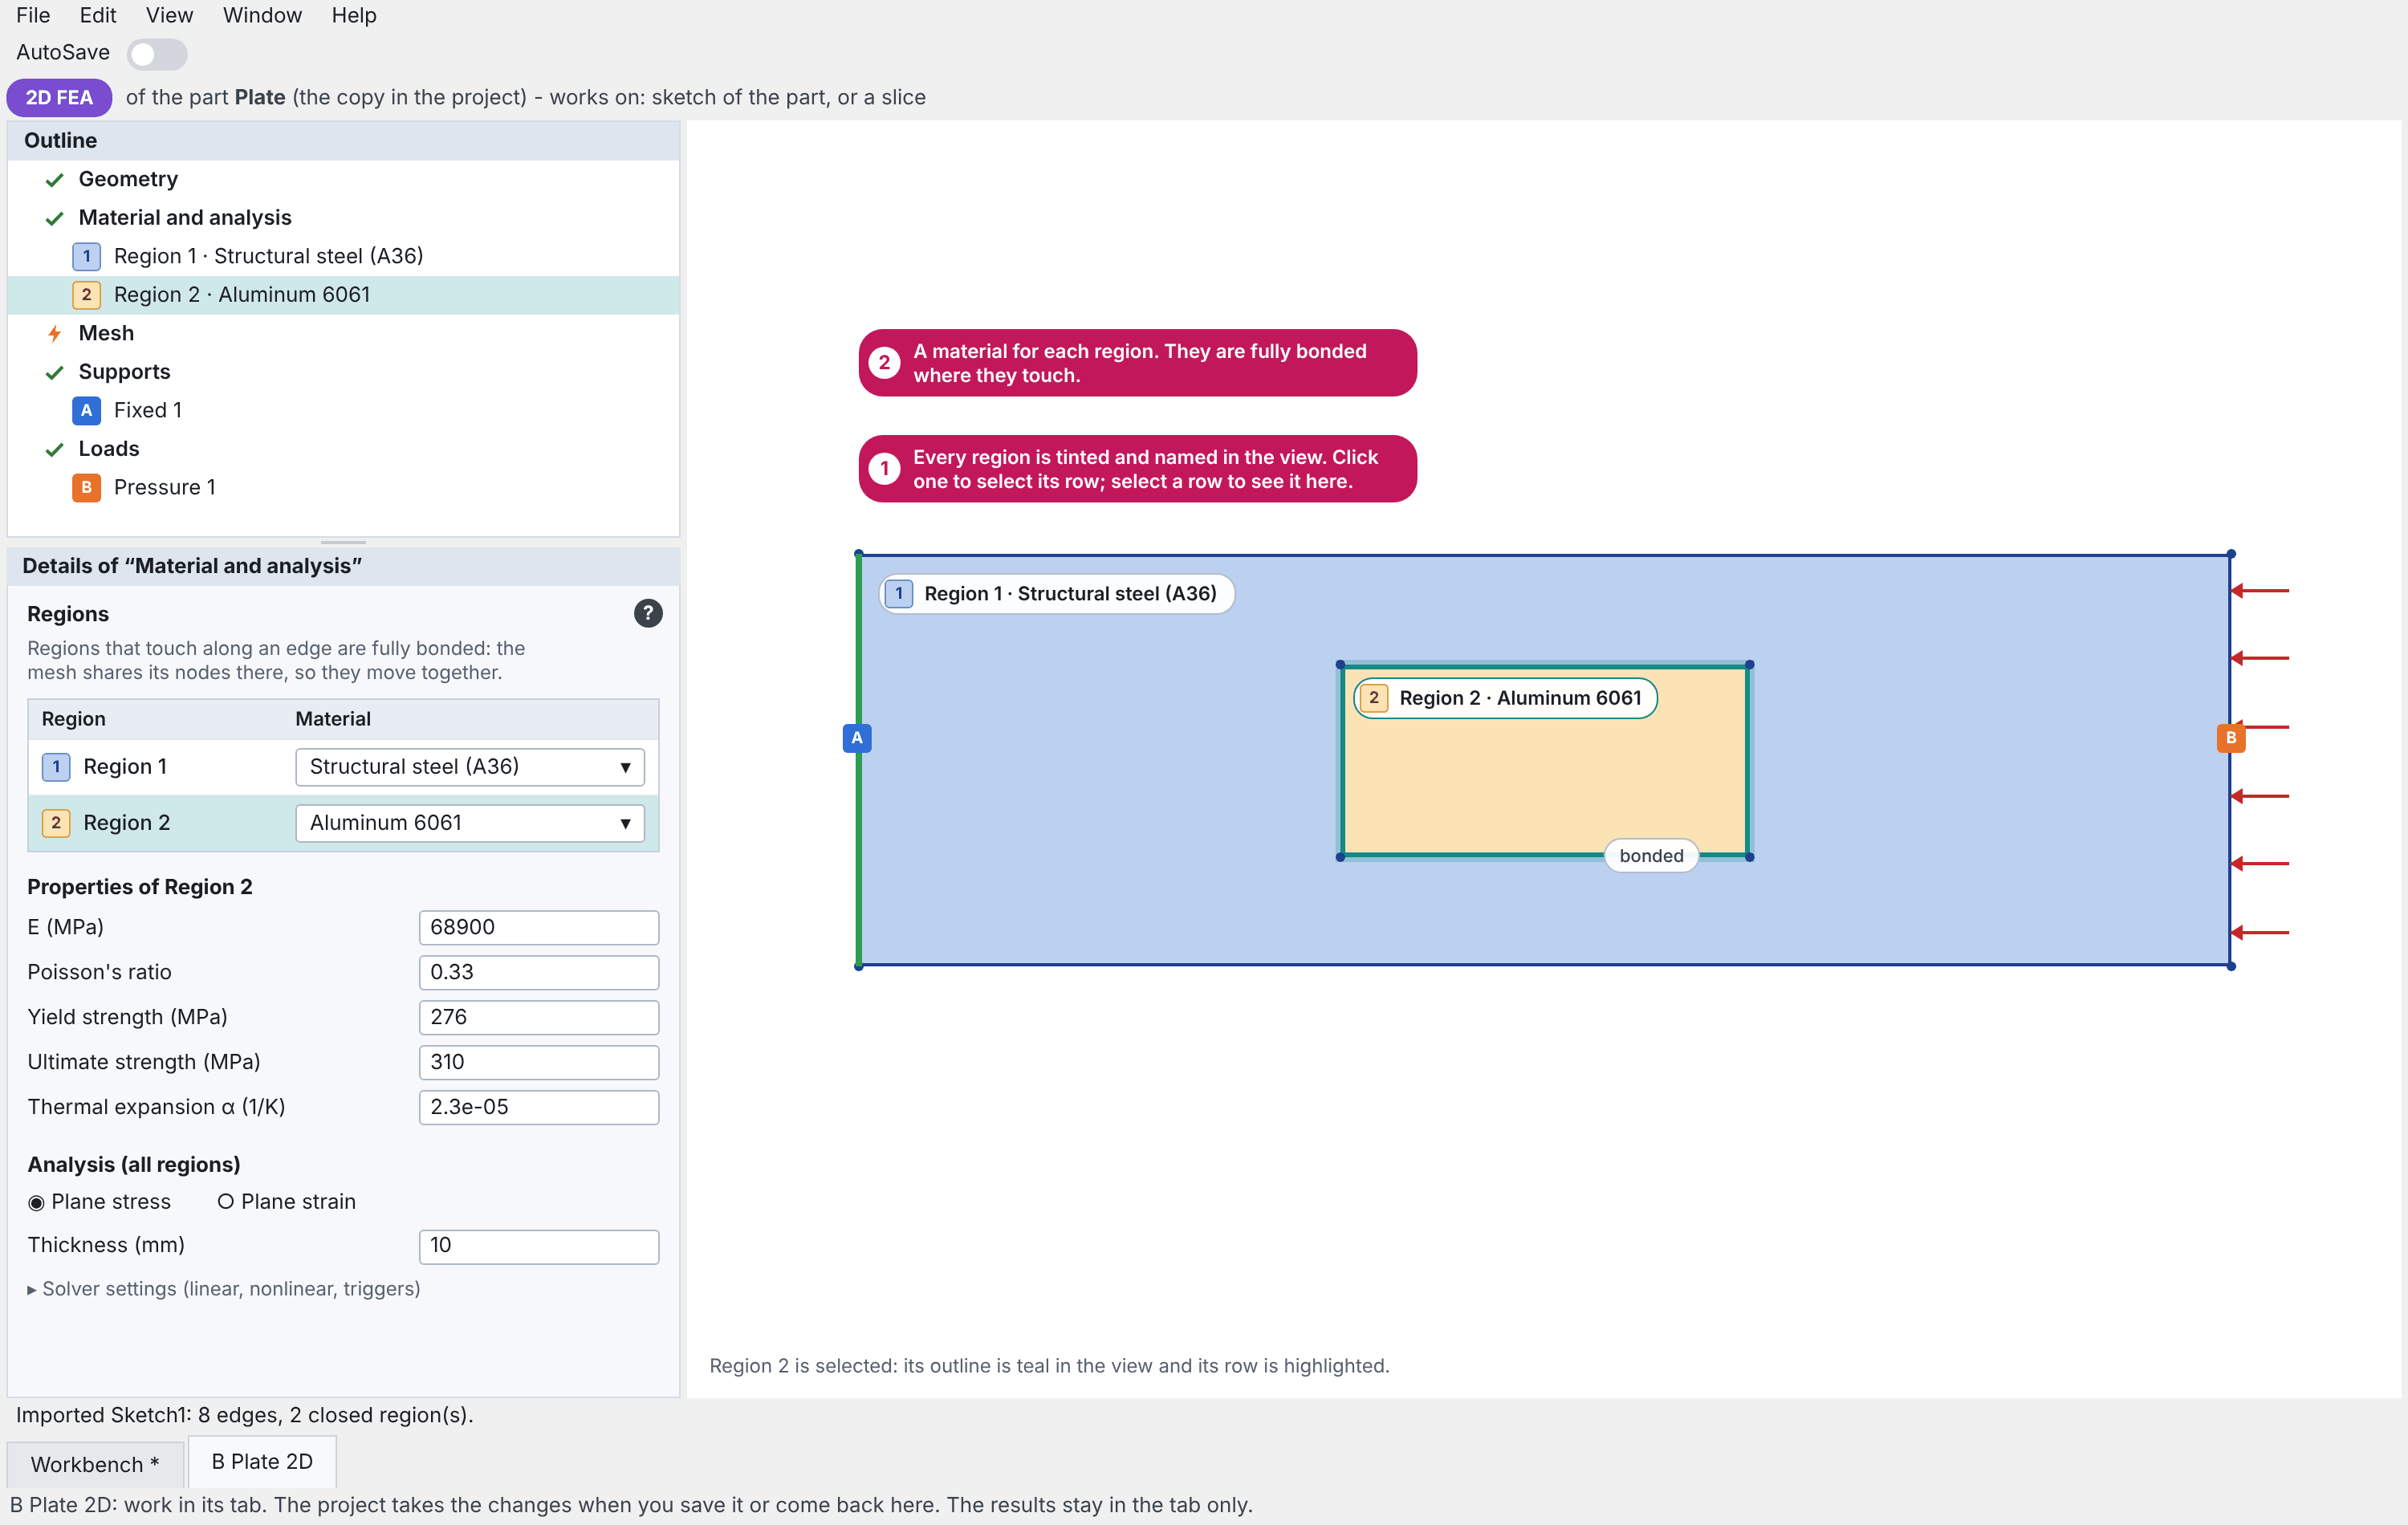 File Edit View Window Help
AutoSave
2D FEA of the part Plate (the copy in the project) - works on: sketch of the part, or a slice
Outline
Geometry
Material and analysis
1 Region 1 · Structural steel (A36)
2 Region 2 · Aluminum 6061
Mesh
Supports
A Fixed 1
Loads
B Pressure 1
Details of “Material and analysis”
Regions ?
Regions that touch along an edge are fully bonded: the
mesh shares its nodes there, so they move together.
Region Material
1 Region 1 Structural steel (A36) ▼
2 Region 2 Aluminum 6061 ▼
Properties of Region 2
E (MPa) 68900
Poisson's ratio 0.33
Yield strength (MPa) 276
Ultimate strength (MPa) 310
Thermal expansion α (1/K) 2.3e-05
Analysis (all regions)
Plane stress Plane strain
Thickness (mm) 10
▸ Solver settings (linear, nonlinear, triggers)
2 A material for each region. They are fully bonded
where they touch.
1 Every region is tinted and named in the view. Click
one to select its row; select a row to see it here.
1 Region 1 · Structural steel (A36)
2 Region 2 · Aluminum 6061
A
B
bonded
Region 2 is selected: its outline is teal in the view and its row is highlighted.
Imported Sketch1: 8 edges, 2 closed region(s).
Workbench * B Plate 2D
B Plate 2D: work in its tab. The project takes the changes when you save it or come back here. The results stay in the tab only.